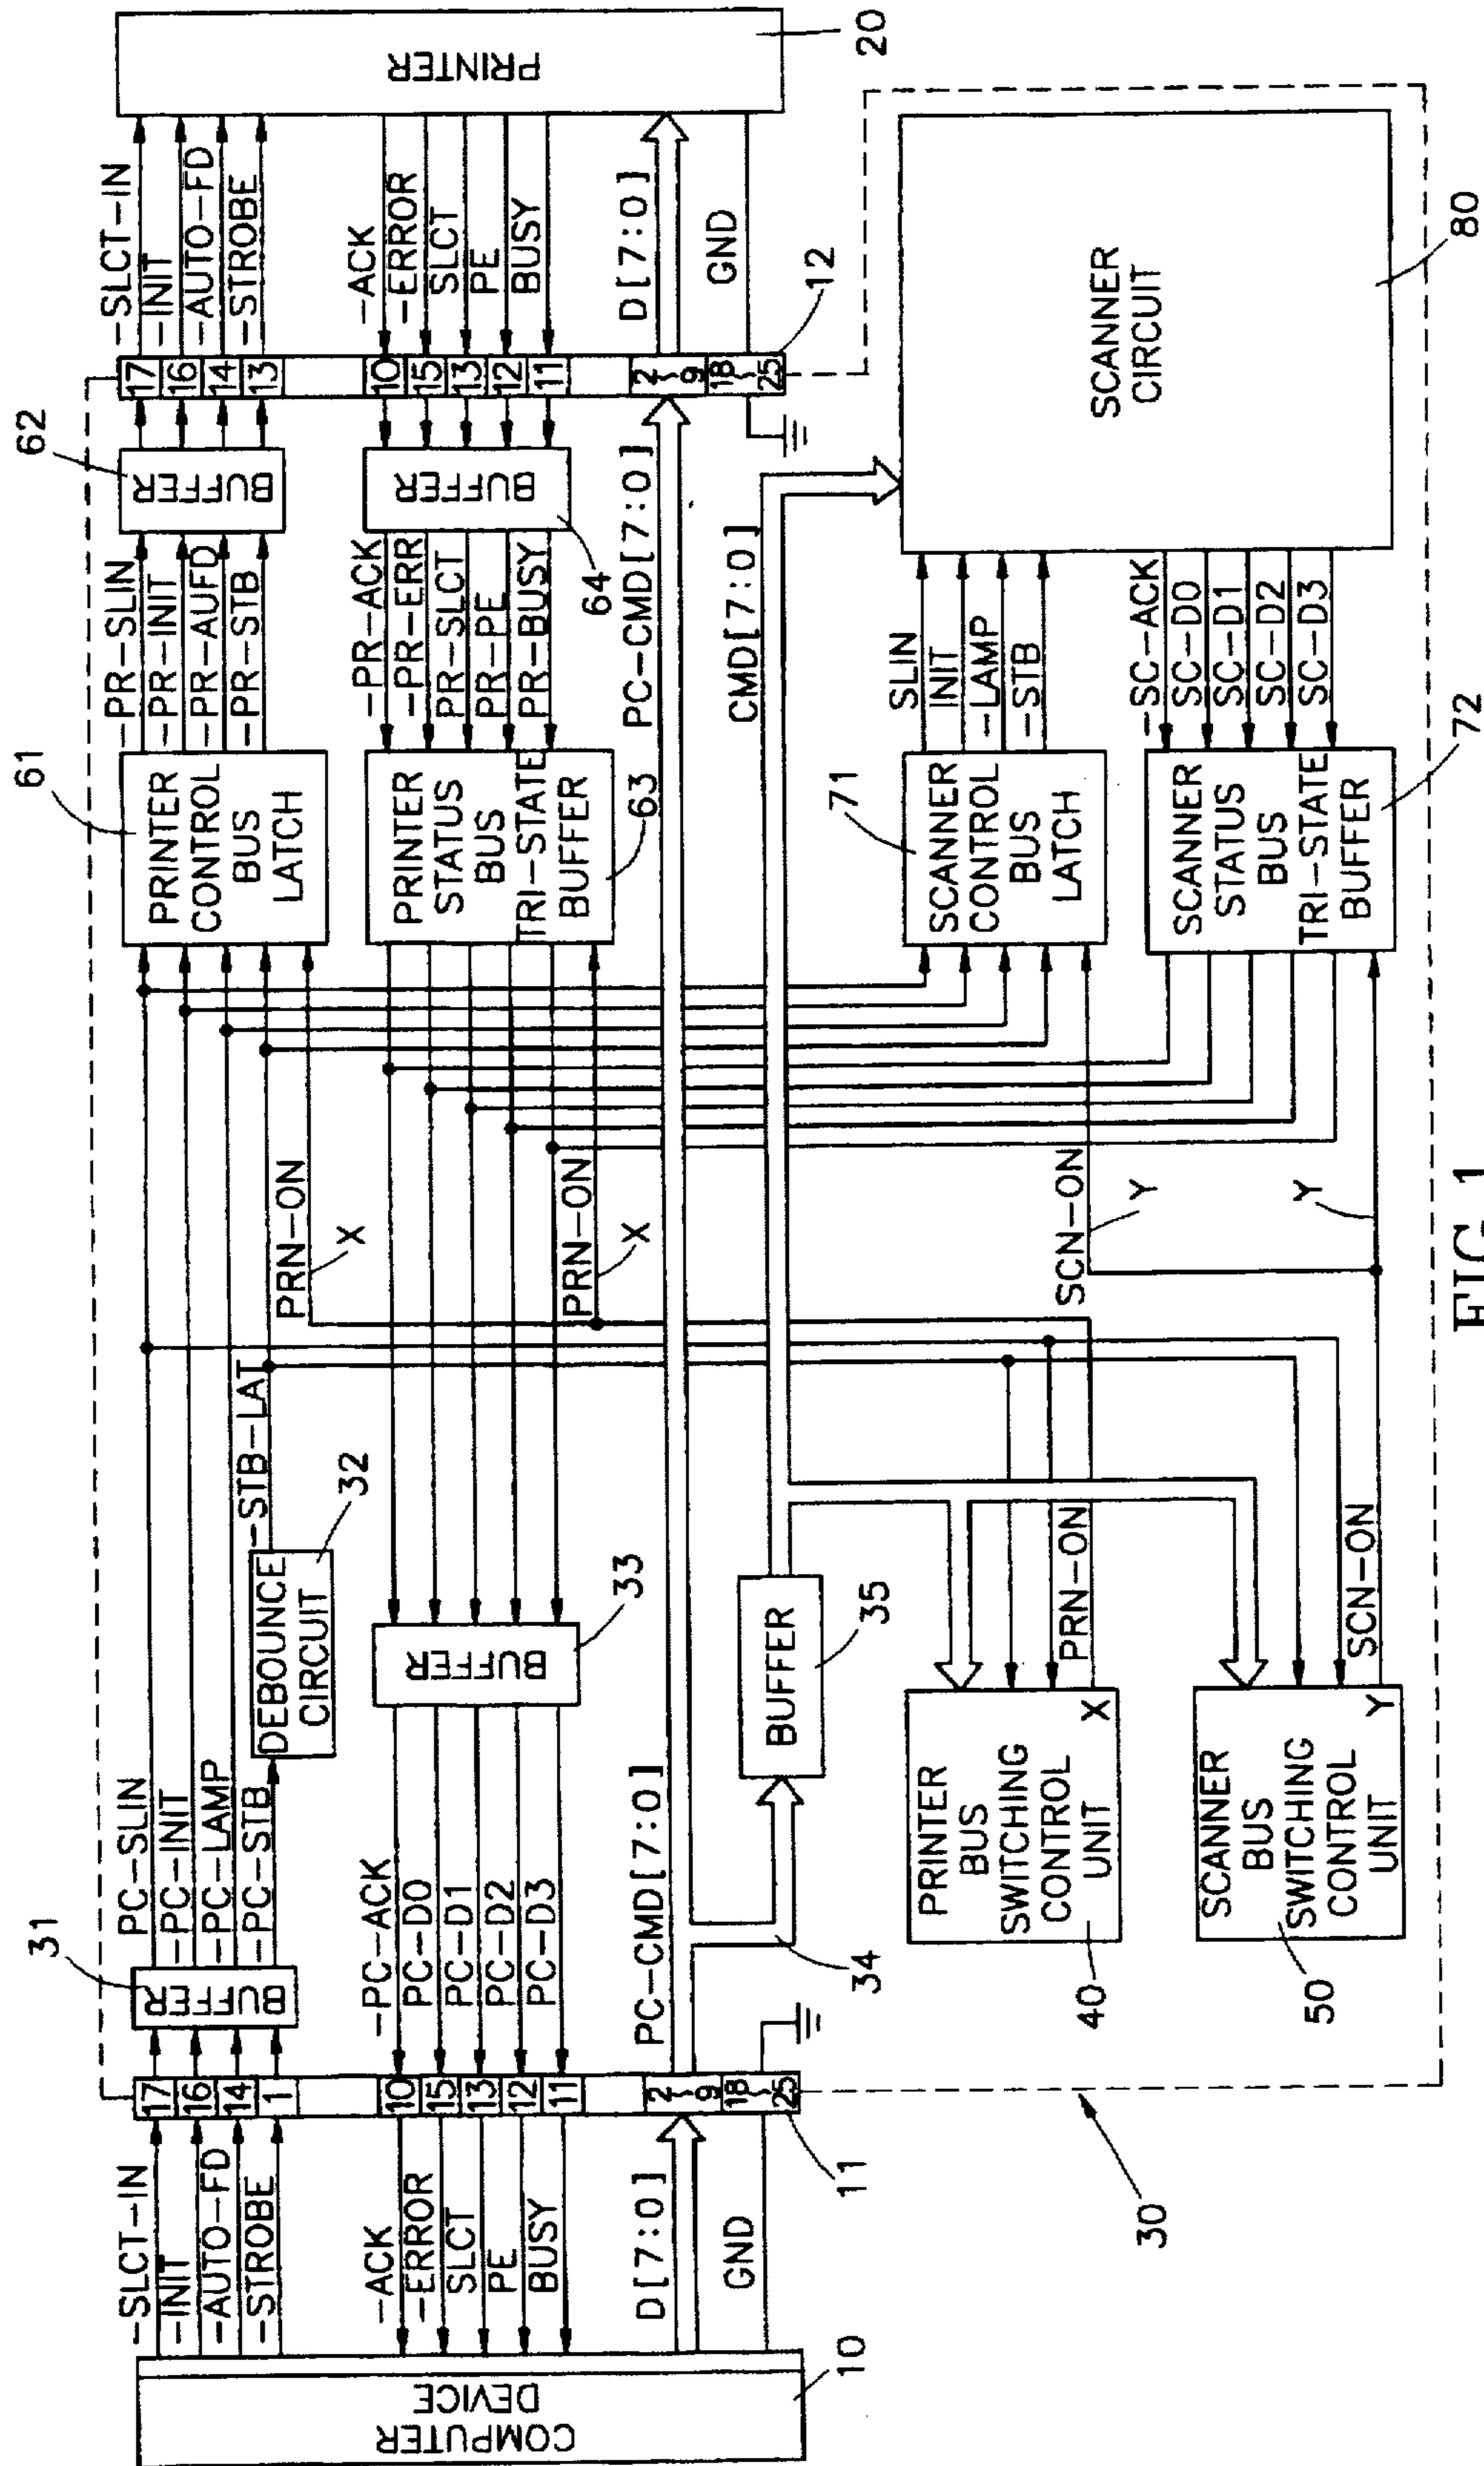 COMPUTER
DEVICE
10
-SLCT-IN
-INIT
-AUTO-FD
-STROBE
-ACK
-ERROR
SLCT
PE
BUSY
D[7:0]
GND
17
16
14
1
10
15
13
12
11
2
9
18
25
11
30
31
BUFFER
PC-SLIN
-PC-INIT
-PC-LAMP
-PC-STB
DEBOUNCE
CIRCUIT
32
-STB-LAT
-PC-ACK
PC-D0
PC-D1
PC-D2
PC-D3
BUFFER
33
PC-CMD[7:0]
34
BUFFER
35
PRINTER
BUS
SWITCHING
CONTROL
UNIT
X
40
PRN-ON
SCANNER
BUS
SWITCHING
CONTROL
UNIT
Y
50
SCN-ON
PRN-ON
X
PRN-ON
X
SCN-ON
Y
Y
61
PRINTER
CONTROL
BUS
LATCH
PRINTER
STATUS
BUS
TRI-STATE
BUFFER
63
71
SCANNER
CONTROL
BUS
LATCH
SCANNER
STATUS
BUS
TRI-STATE
BUFFER
72
-PR-SLIN
-PR-INIT
-PR-AUFD
-PR-STB
-PR-ACK
-PR-ERR
PR-SLCT
PR-PE
PR-BUSY
PC-CMD[7:0]
CMD[7:0]
SLIN
INIT
-LAMP
-STB
-SC-ACK
SC-D0
SC-D1
SC-D2
SC-D3
62
BUFFER
BUFFER
64
17
16
14
13
10
15
13
12
11
2
9
18
25
12
-SLCT-IN
-INIT
-AUTO-FD
-STROBE
-ACK
-ERROR
SLCT
PE
BUSY
D[7:0]
GND
PRINTER
20
SCANNER
CIRCUIT
80
FIG.1